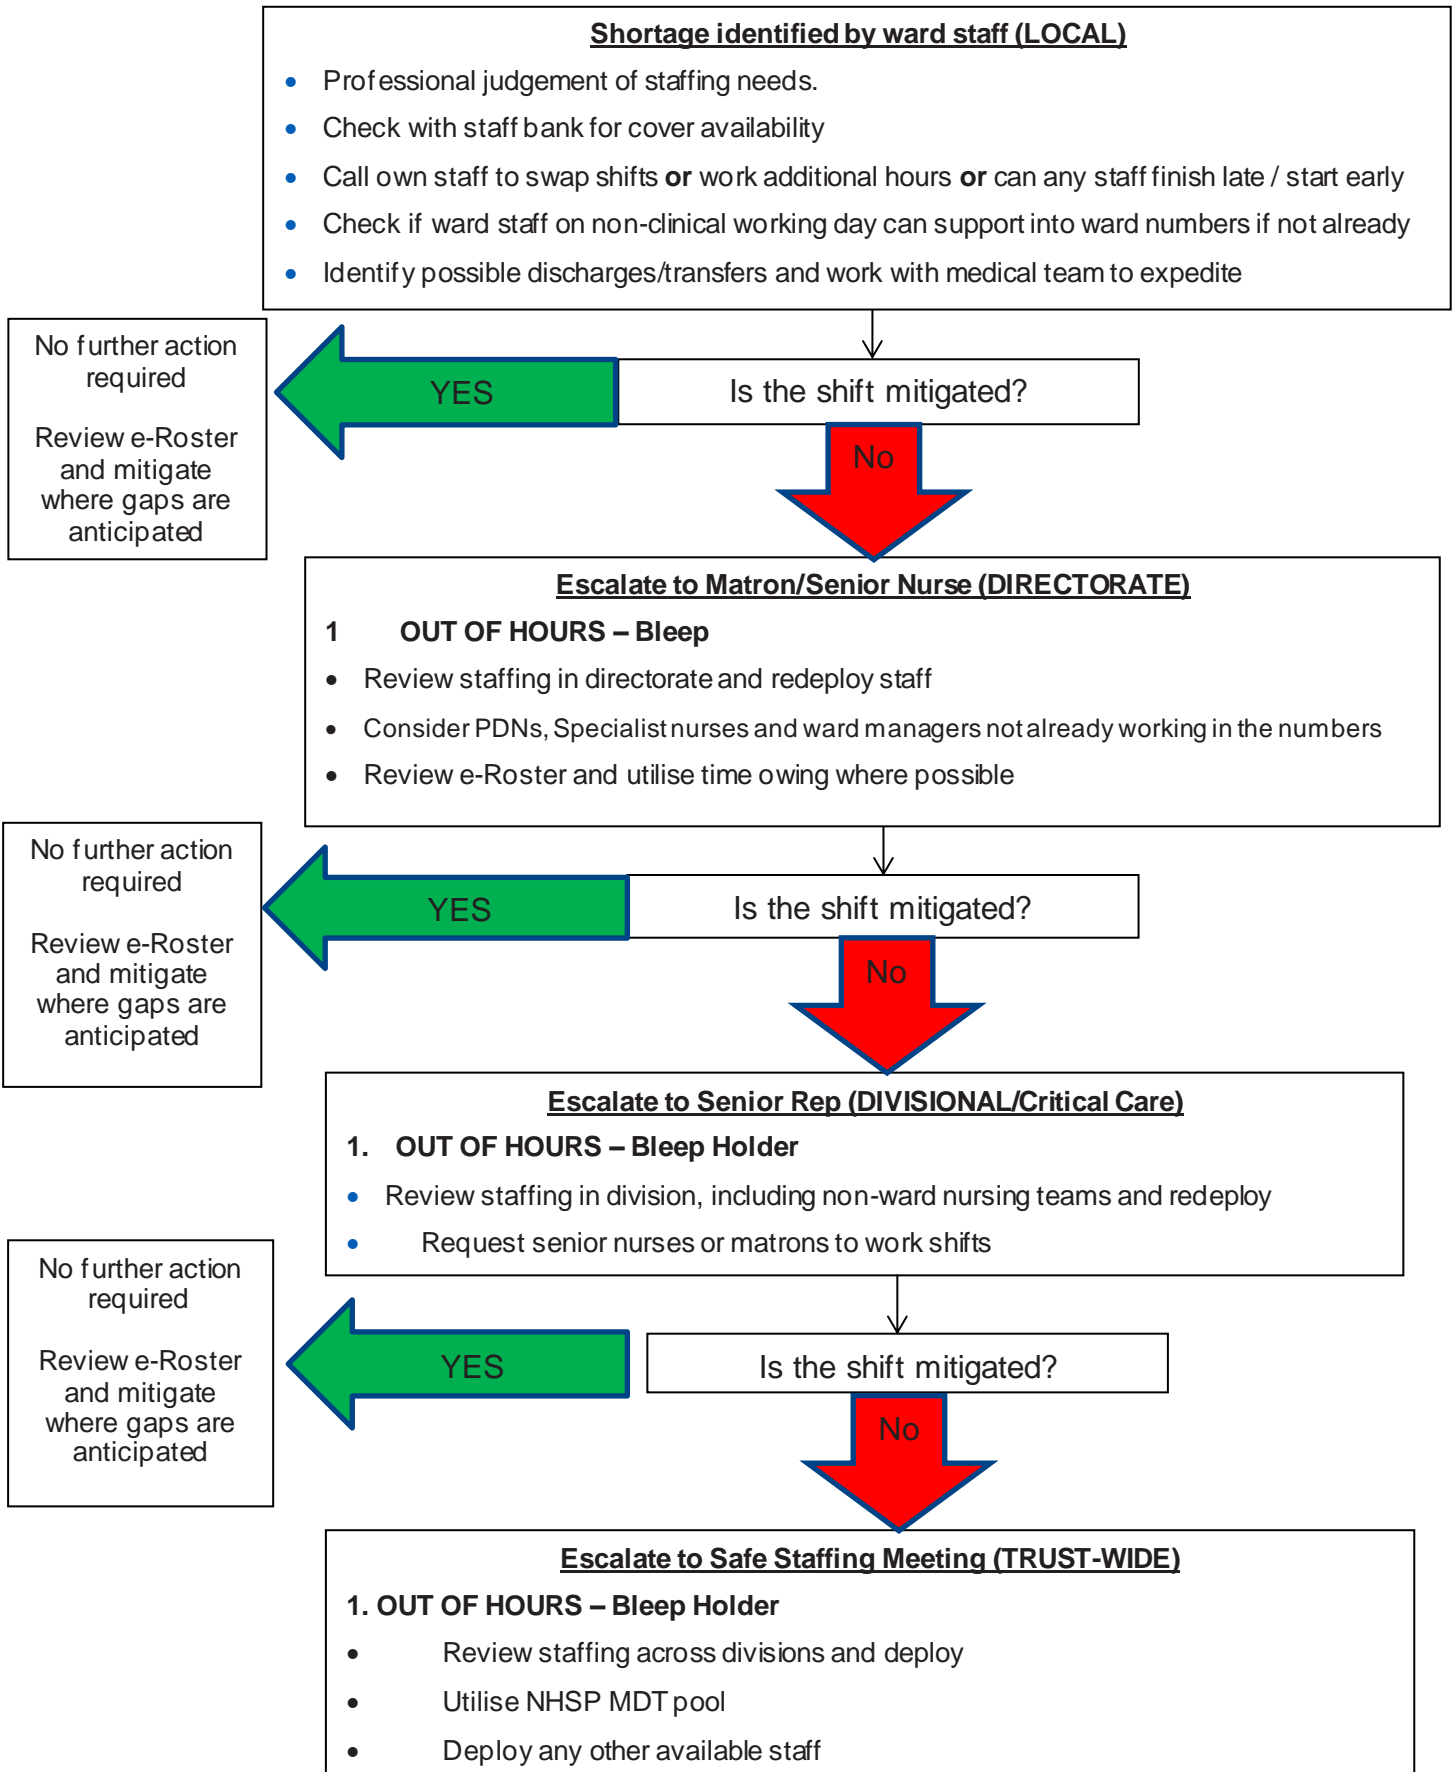 Shortage identified by ward staff (LOCAL)
• Professional judgement of staffing needs.
• Check with staff bank for cover availability
• Call own staff to swap shifts or work additional hours or can any staff finish late / start early
• Check if ward staff on non-clinical working day can support into ward numbers if not already
• Identify possible discharges/transfers and work with medical team to expedite
No further action
required
Review e-Roster
and mitigate
where gaps are
anticipated
YES
Is the shift mitigated?
No
Escalate to Matron/Senior Nurse (DIRECTORATE)
1 OUT OF HOURS – Bleep
• Review staffing in directorate and redeploy staff
• Consider PDNs, Specialist nurses and ward managers not already working in the numbers
• Review e-Roster and utilise time owing where possible
No further action
required
Review e-Roster
and mitigate
where gaps are
anticipated
YES
Is the shift mitigated?
No
Escalate to Senior Rep (DIVISIONAL/Critical Care)
1. OUT OF HOURS – Bleep Holder
• Review staffing in division, including non-ward nursing teams and redeploy
• Request senior nurses or matrons to work shifts
No further action
required
Review e-Roster
and mitigate
where gaps are
anticipated
YES
Is the shift mitigated?
No
Escalate to Safe Staffing Meeting (TRUST-WIDE)
1. OUT OF HOURS – Bleep Holder
• Review staffing across divisions and deploy
• Utilise NHSP MDT pool
• Deploy any other available staff